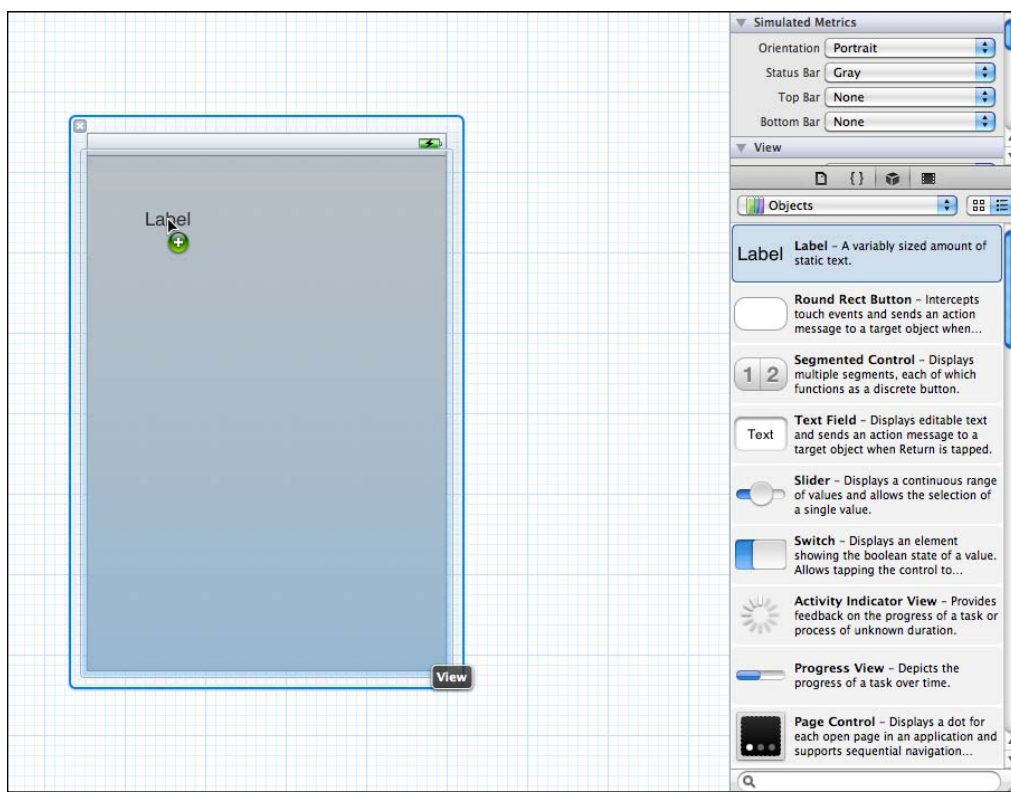 Simulated Metrics
Orientation Portrait
Status Bar Gray
Top Bar None
Bottom Bar None
View
{}
Objects
Label
Label
Label – A variably sized amount of
static text.
Round Rect Button – Intercepts
touch events and sends an action
message to a target object when...
1 2
Segmented Control – Displays
multiple segments, each of which
functions as a discrete button.
Text
Text Field – Displays editable text
and sends an action message to a
target object when Return is tapped.
Slider – Displays a continuous range
of values and allows the selection of
a single value.
Switch – Displays an element
showing the boolean state of a value.
Allows tapping the control to...
Activity Indicator View – Provides
feedback on the progress of a task or
process of unknown duration.
Progress View – Depicts the
progress of a task over time.
View
Page Control – Displays a dot for
each open page in an application and
supports sequential navigation...